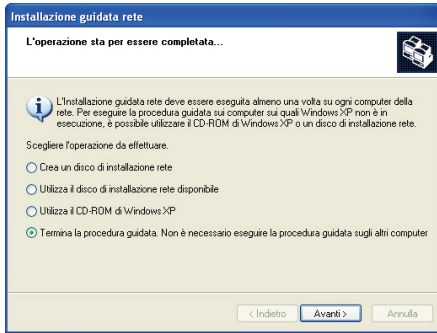 Installazione guidata rete
L'operazione sta per essere completata...
L'Installazione guidata rete deve essere eseguita almeno una volta su ogni computer della
rete. Per eseguire la procedura guidata sui computer sui quali Windows XP non è in
esecuzione, è possibile utilizzare il CD-ROM di Windows XP o un disco di installazione rete.
Scegliere l'operazione da effettuare.
Crea un disco di installazione rete
Utilizza il disco di installazione rete disponibile
Utilizza il CD-ROM di Windows XP
Termina la procedura guidata. Non è necessario eseguire la procedura guidata sugli altri computer
< Indietro Avanti > Annulla